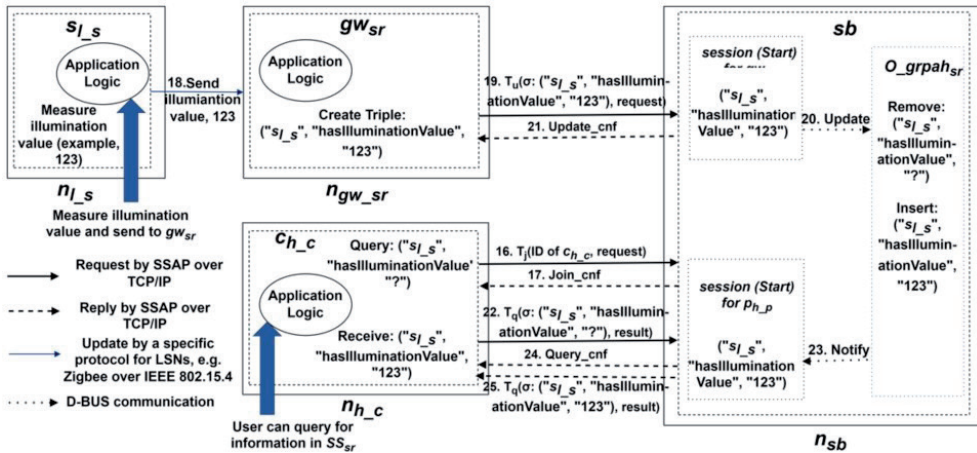 s_l_s
Application
Logic
Measure
illumination
value (example,
123)
n_l_s
18.Send
illumiantion
value, 123
gw_sr
Application
Logic
Create Triple:
("s_l_s", "hasIlluminationValue",
"123")
n_gw_sr
19. T_u(σ: ("s_l_s", "hasIllumin-
ationValue", "123"), request)
21. Update_cnf
sb
session (Start)
("s_l_s",
"hasIllumination
Value", "123")
20. Update
O_grpah_sr
Remove:
("s_l_s",
"hasIllumin-
ationValue",
"?")
Insert:
("s_l_s",
"hasIllumin-
ationValue",
"123")
Measure illumination
value and send to gw_sr
Request by SSAP over
TCP/IP
Reply by SSAP over
TCP/IP
Update by a specific
protocol for LSNs, e.g.
Zigbee over IEEE 802.15.4
D-BUS communication
c_h_c
Query: ("s_l_s",
"hasIlluminationValue'
"?")
Application
Logic
Receive: ("s_l_s",
"hasIlluminationValue",
"123")
n_h_c
User can query for
information in SS_sr
16. T_j(ID of c_h_c, request)
17. Join_cnf
22. T_q(σ: ("s_l_s", "hasIllumin-
ationValue", "?"), result)
24. Query_cnf
25. T_q(σ: ("s_l_s", "hasIllumin-
ationValue", "123"), result)
session (Start)
for p_h_p
("s_l_s",
"hasIllumination
Value", "123")
23. Notify
n_sb